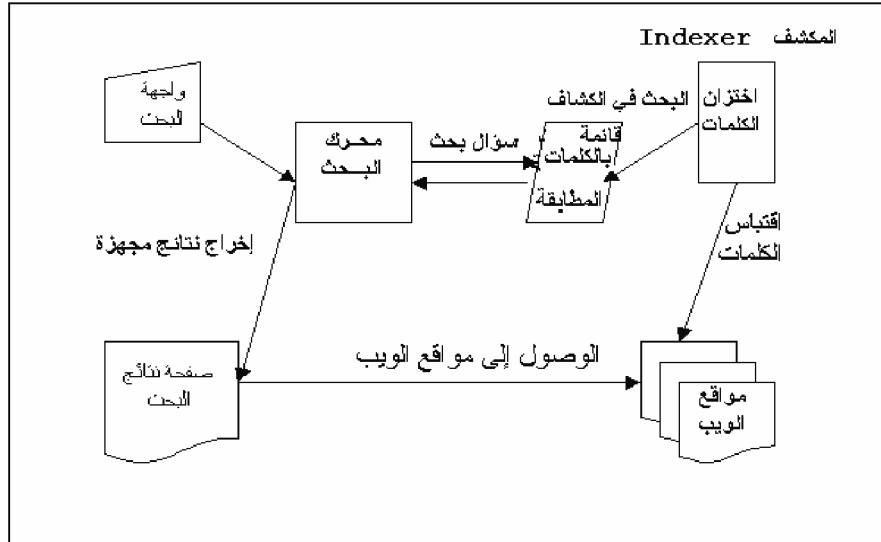 المكشف Indexer
واجهة
البحث
اختزان
الكلمات
البحث في الكشاف
محرك
البحث
سؤال بحث
قائمة
بالكلمات
المطابقة
اقتباس
الكلمات
إخراج نتائج مجهزة
صفحة نتائج
البحث
الوصول إلى مواقع الويب
مواقع
الويب